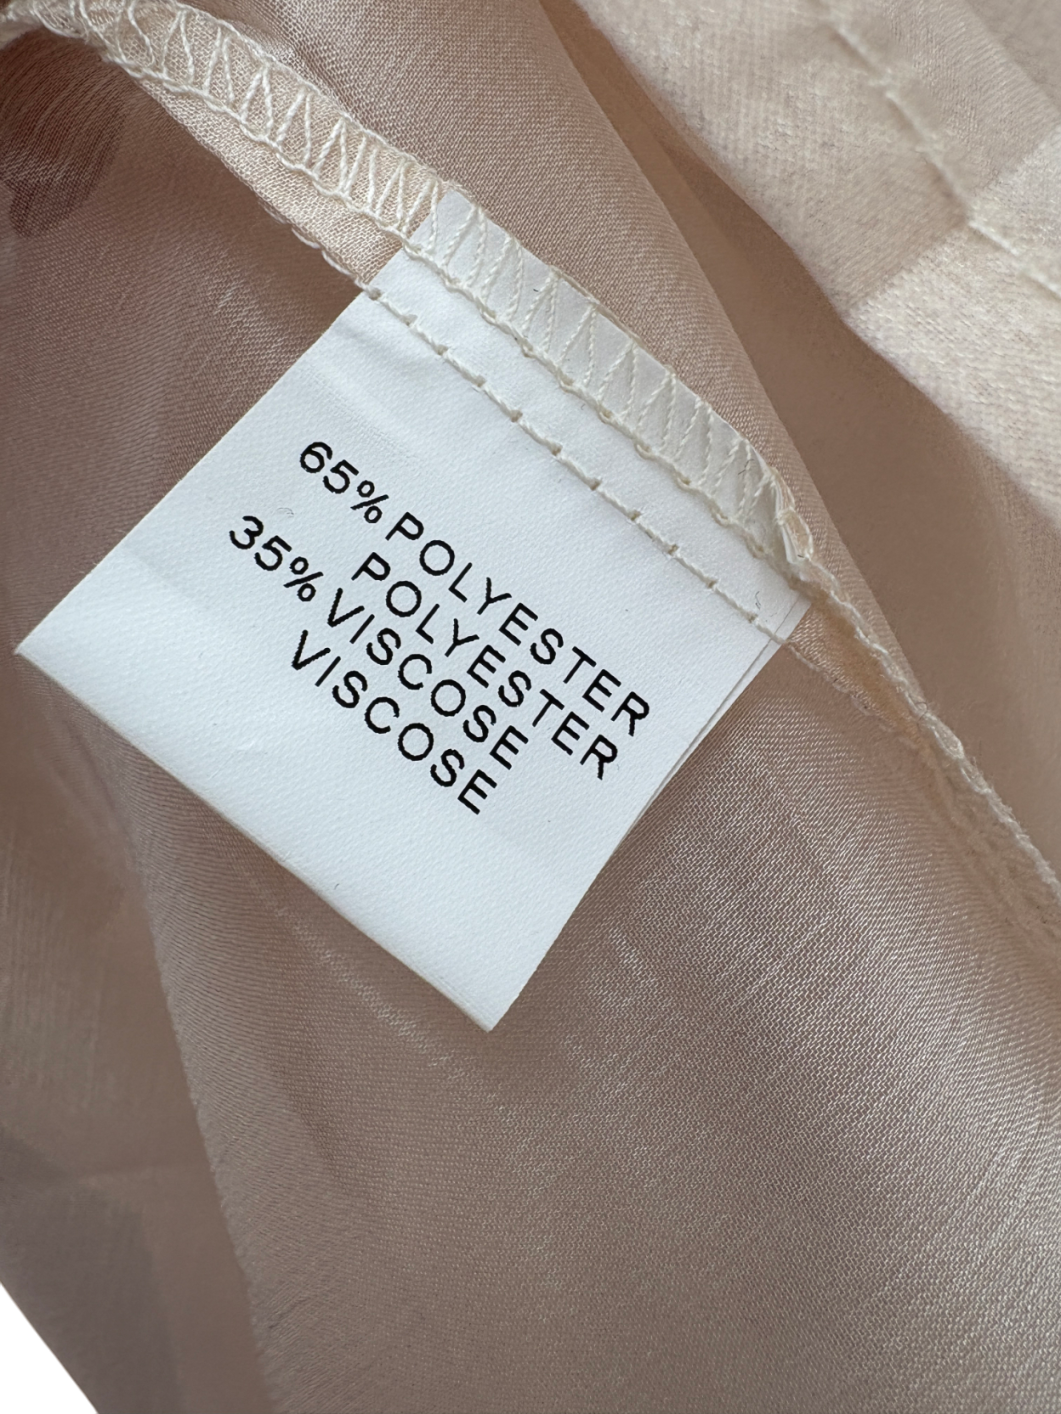 65% POLYESTER
POLYESTER
35% VISCOSE
VISCOSE